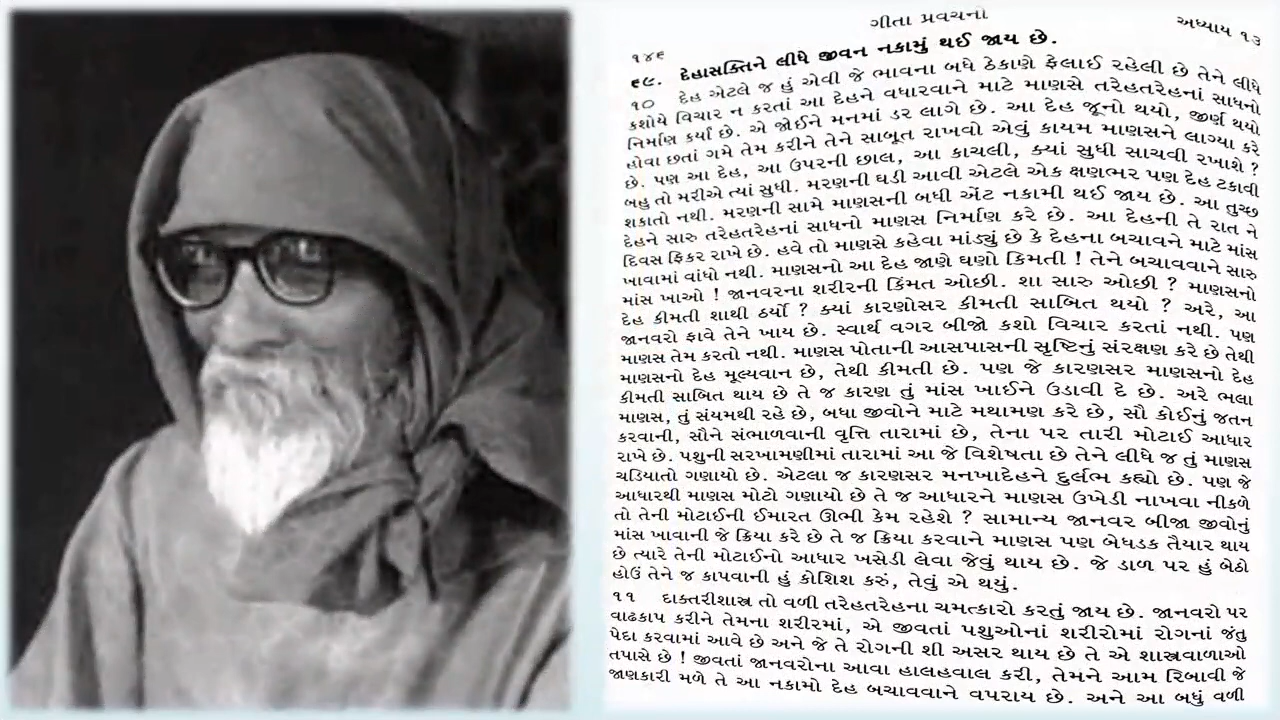 ગીતા પ્રવચનો
અધ્યાય ૧૩
૧૪૬
૬૯. દેહાસક્તિને લીધે જીવન નકામું થઈ જાય છે.
૧૦ દેહ એટલે જ હું એવી જે ભાવના બધે ઠેકાણે ફેલાઈ રહેલી છે તેને લીધે
કશોયે વિચાર ન કરતાં આ દેહને વધારવાને માટે માણસે તરેહતરેહનાં સાધનો
નિર્માણ કર્યાં છે. એ જોઈને મનમાં ડર લાગે છે. આ દેહ જૂનો થયો, જીર્ણ થયો
હોવા છતાં ગમે તેમ કરીને તેને સાબૂત રાખવો એવું કાયમ માણસને લાગ્યા કરે
છે. પણ આ દેહ, આ ઉપરની છાલ, આ કાચલી, ક્યાં સુધી સાચવી રખાશે ?
બહુ તો મરીએ ત્યાં સુધી. મરણની ઘડી આવી એટલે એક ક્ષણભર પણ દેહ ટકાવી
શકાતો નથી. મરણની સામે માણસની બધી એંટ નકામી થઈ જાય છે. આ તુચ્છ
દેહને સારુ તરેહતરેહનાં સાધનો માણસ નિર્માણ કરે છે. આ દેહની તે રાત ને
દિવસ ફિકર રાખે છે. હવે તો માણસે કહેવા માંડ્યું છે કે દેહના બચાવને માટે માંસ
ખાવામાં વાંધો નથી. માણસનો આ દેહ જાણે ઘણો કિમતી ! તેને બચાવવાને સારુ
માંસ ખાઓ ! જાનવરના શરીરની કિંમત ઓછી. શા સારુ ઓછી ? માણસનો
દેહ કીમતી શાથી ઠર્યો ? ક્યાં કારણોસર કીમતી સાબિત થયો ? અરે, આ
જાનવરો ફાવે તેને ખાય છે. સ્વાર્થ વગર બીજો કશો વિચાર કરતાં નથી. પણ
માણસ તેમ કરતો નથી. માણસ પોતાની આસપાસની સૃષ્ટિનું સંરક્ષણ કરે છે તેથી
માણસનો દેહ મૂલ્યવાન છે, તેથી કીમતી છે. પણ જે કારણસર માણસનો દેહ
કીમતી સાબિત થાય છે તે જ કારણ તું માંસ ખાઈને ઉડાવી દે છે. અરે ભલા
માણસ, તું સંયમથી રહે છે, બધા જીવોને માટે મથામણ કરે છે, સૌ કોઈનું જતન
કરવાની, સૌને સંભાળવાની વૃત્તિ તારામાં છે, તેના પર તારી મોટાઈ આધાર
રાખે છે. પશુની સરખામણીમાં તારામાં આ જે વિશેષતા છે તેને લીધે જ તું માણસ
ચડિયાતો ગણાયો છે. એટલા જ કારણસર મનખાદેહને દુર્લભ કહ્યો છે. પણ જે
આધારથી માણસ મોટો ગણાયો છે તે જ આધારને માણસ ઉખેડી નાખવા નીકળે
તો તેની મોટાઈની ઈમારત ઊભી કેમ રહેશે ? સામાન્ય જાનવર બીજા જીવોનું
માંસ ખાવાની જે ક્રિયા કરે છે તે જ ક્રિયા કરવાને માણસ પણ બેધડક તૈયાર થાય
છે ત્યારે તેની મોટાઈનો આધાર ખસેડી લેવા જેવું થાય છે. જે ડાળ પર હું બેઠો
હોઉં તેને જ કાપવાની હું કોશિશ કરું, તેવું એ થયું.
૧૧ દાક્તરીશાસ્ત્ર તો વળી તરેહતરેહના ચમત્કારો કરતું જાય છે. જાનવરો પર
વાઢકાપ કરીને તેમના શરીરમાં, એ જીવતાં પશુઓનાં શરીરોમાં રોગનાં જંતુ
પેદા કરવામાં આવે છે અને જે તે રોગની શી અસર થાય છે તે એ શાસ્ત્રવાળાઓ
તપાસે છે ! જીવતાં જાનવરોના આવા હાલહવાલ કરી, તેમને આમ રિબાવી જે
જાણકારી મળે તે આ નકામો દેહ બચાવવાને વપરાય છે. અને આ બધું વળી